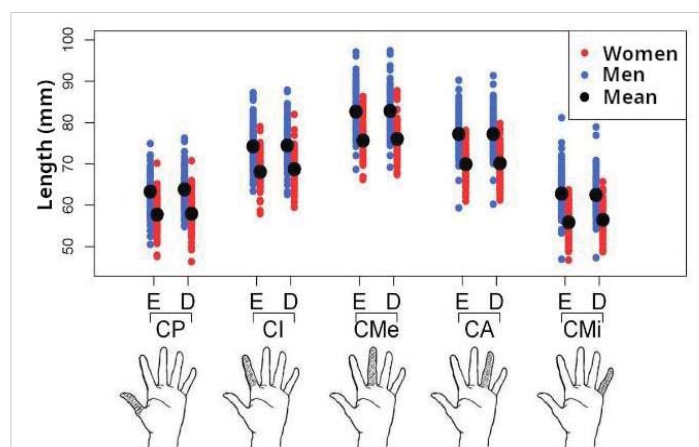 Length (mm)
100
90
80
70
60
50
Women
Men
Mean
E D E D E D E D E D
CP CI CMe CA CMi